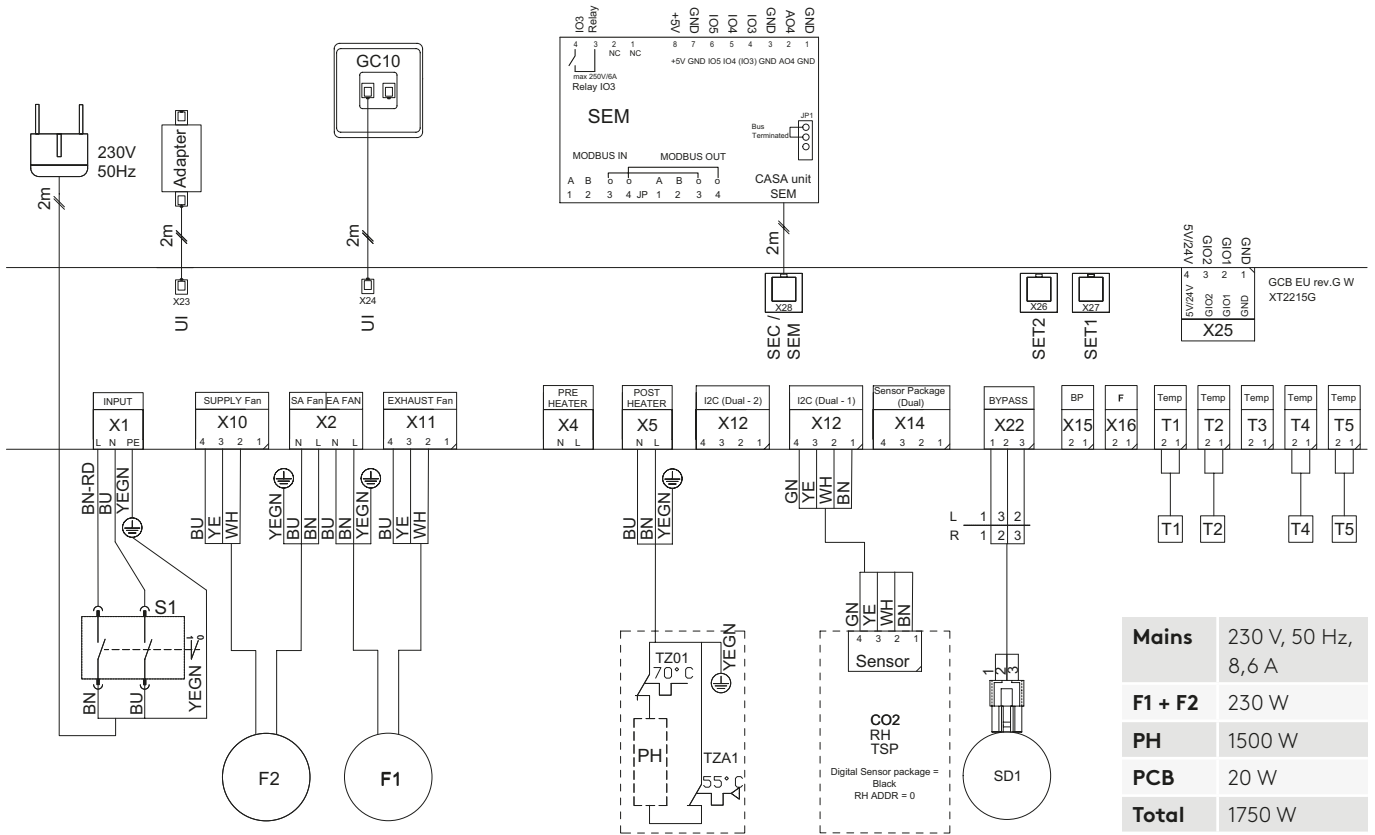 IO3
Relay
4 3 2 1
NC NC
max 250V/6A
Relay IO3
+5V GND IO5 IO4 IO3 GND AO4 GND
8 7 6 5 4 3 2 1
+5V GND IO5 IO4 (IO3) GND AO4 GND
SEM
JP1
Bus
Terminated
MODBUS IN MODBUS OUT
A B o o A B o o
1 2 3 4 JP 1 2 3 4
CASA unit
SEM
GC10
230V
50Hz
Adapter
2m
2m
2m
2m
X23
UI
X24
UI
X28
SEC /
SEM
X26
SET2
X27
SET1
5V/24V GIO2 GIO1 GND
4 3 2 1
5V/24V GIO2 GIO1 GND
X25
GCB EU rev.G W
XT2215G
INPUT
X1
L N PE
SUPPLY Fan
X10
4 3 2 1
SA Fan EA FAN
X2
N L N L
EXHAUST Fan
X11
4 3 2 1
PRE
HEATER
X4
N L
POST
HEATER
X5
N L
I2C (Dual - 2)
X12
4 3 2 1
I2C (Dual - 1)
X12
4 3 2 1
Sensor Package
(Dual)
X14
4 3 2 1
BYPASS
X22
1 2 3
BP
X15
2 1
F
X16
2 1
Temp
T1
2 1
Temp
T2
2 1
Temp
T3
2 1
Temp
T4
2 1
Temp
T5
2 1
BN-RD
BU
YEGN
BU
YE
WH
YEGN
BU
BN
BU
BN
YEGN
BU
YE
WH
BU
BN
YEGN
GN
YE
WH
BN
L 1 3 2
R 1 2 3
T1
T2
T4
T5
S1
1 0
BN
BU
YEGN
F2
F1
TZ01
70°C
YEGN
PH
TZA1
55°C
GN
YE
WH
BN
4 3 2 1
Sensor
CO2
RH
TSP
Digital Sensor package =
Black
RH ADDR = 0
1 2 3
SD1
Mains 230 V, 50 Hz,
8,6 A
F1 + F2 230 W
PH 1500 W
PCB 20 W
Total 1750 W